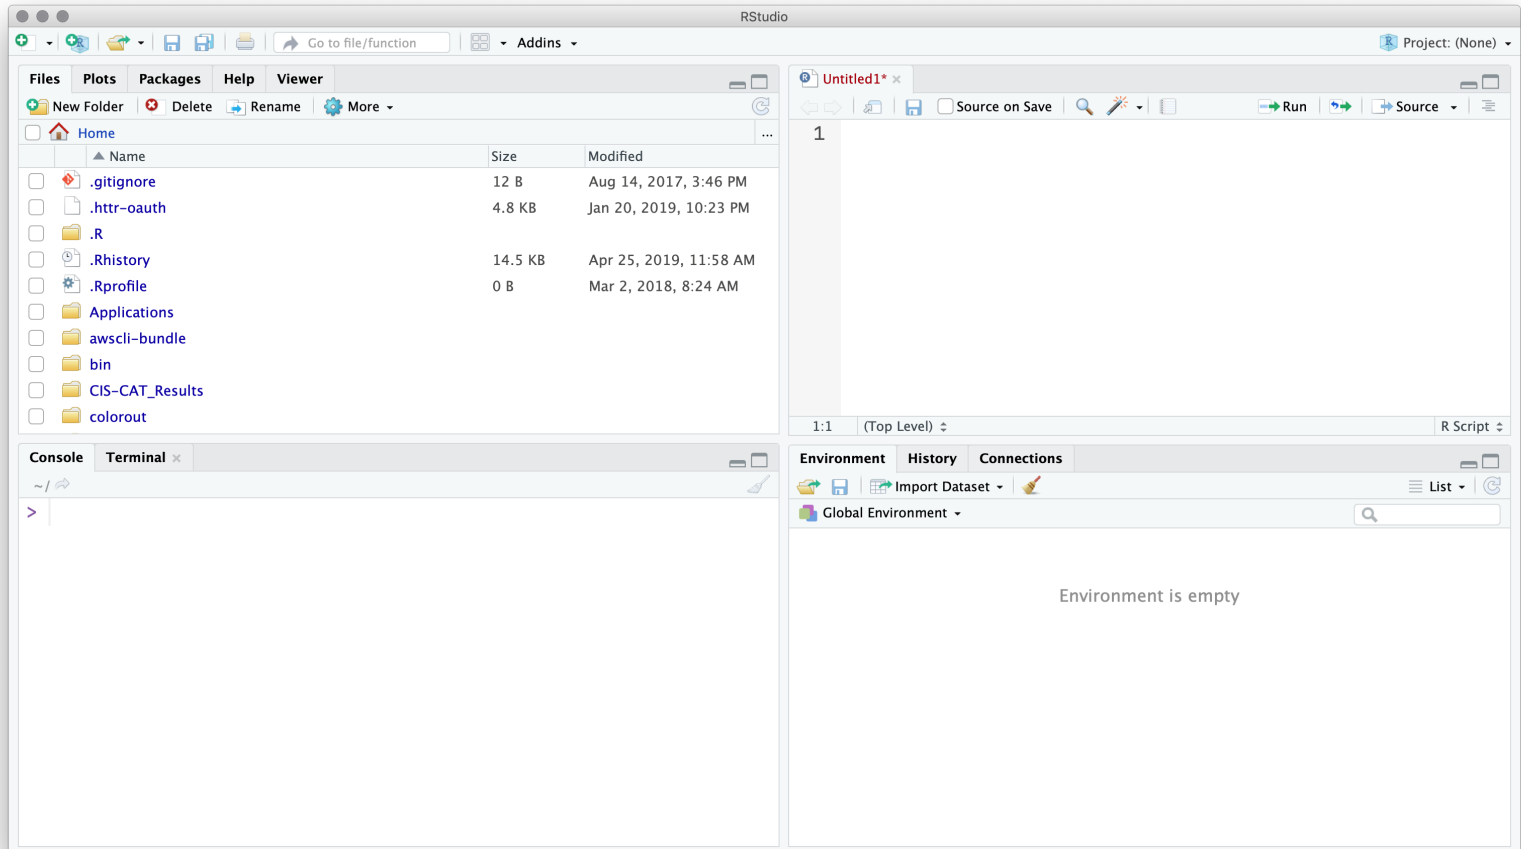 RStudio
Go to file/function Addins Project: (None)
Files Plots Packages Help Viewer
New Folder Delete Rename More
Home ...
Name Size Modified
.gitignore 12 B Aug 14, 2017, 3:46 PM
.httr-oauth 4.8 KB Jan 20, 2019, 10:23 PM
.R
.Rhistory 14.5 KB Apr 25, 2019, 11:58 AM
.Rprofile 0 B Mar 2, 2018, 8:24 AM
Applications
awscli-bundle
bin
CIS-CAT_Results
colorout
Untitled1*
Source on Save Run Source
1
1:1 (Top Level) R Script
Console Terminal
~/
>
Environment History Connections
Import Dataset List
Global Environment
Environment is empty